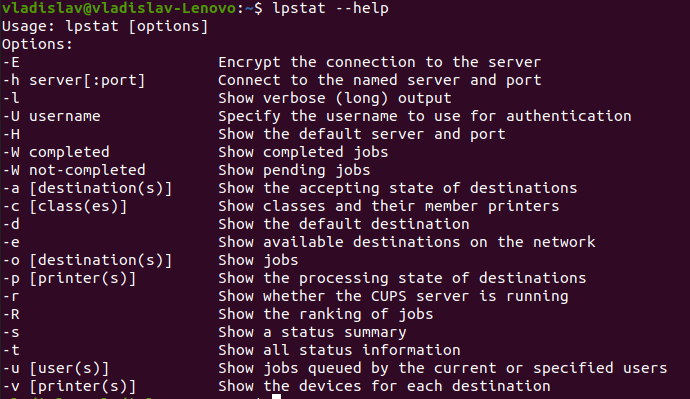 vladislav@vladislav-Lenovo:~$ lpstat --help
Usage: lpstat [options]
Options:
-E                      Encrypt the connection to the server
-h server[:port]        Connect to the named server and port
-l                      Show verbose (long) output
-U username             Specify the username to use for authentication
-H                      Show the default server and port
-W completed            Show completed jobs
-W not-completed        Show pending jobs
-a [destination(s)]     Show the accepting state of destinations
-c [class(es)]          Show classes and their member printers
-d                      Show the default destination
-e                      Show available destinations on the network
-o [destination(s)]     Show jobs
-p [printer(s)]         Show the processing state of destinations
-r                      Show whether the CUPS server is running
-R                      Show the ranking of jobs
-s                      Show a status summary
-t                      Show all status information
-u [user(s)]            Show jobs queued by the current or specified users
-v [printer(s)]         Show the devices for each destination